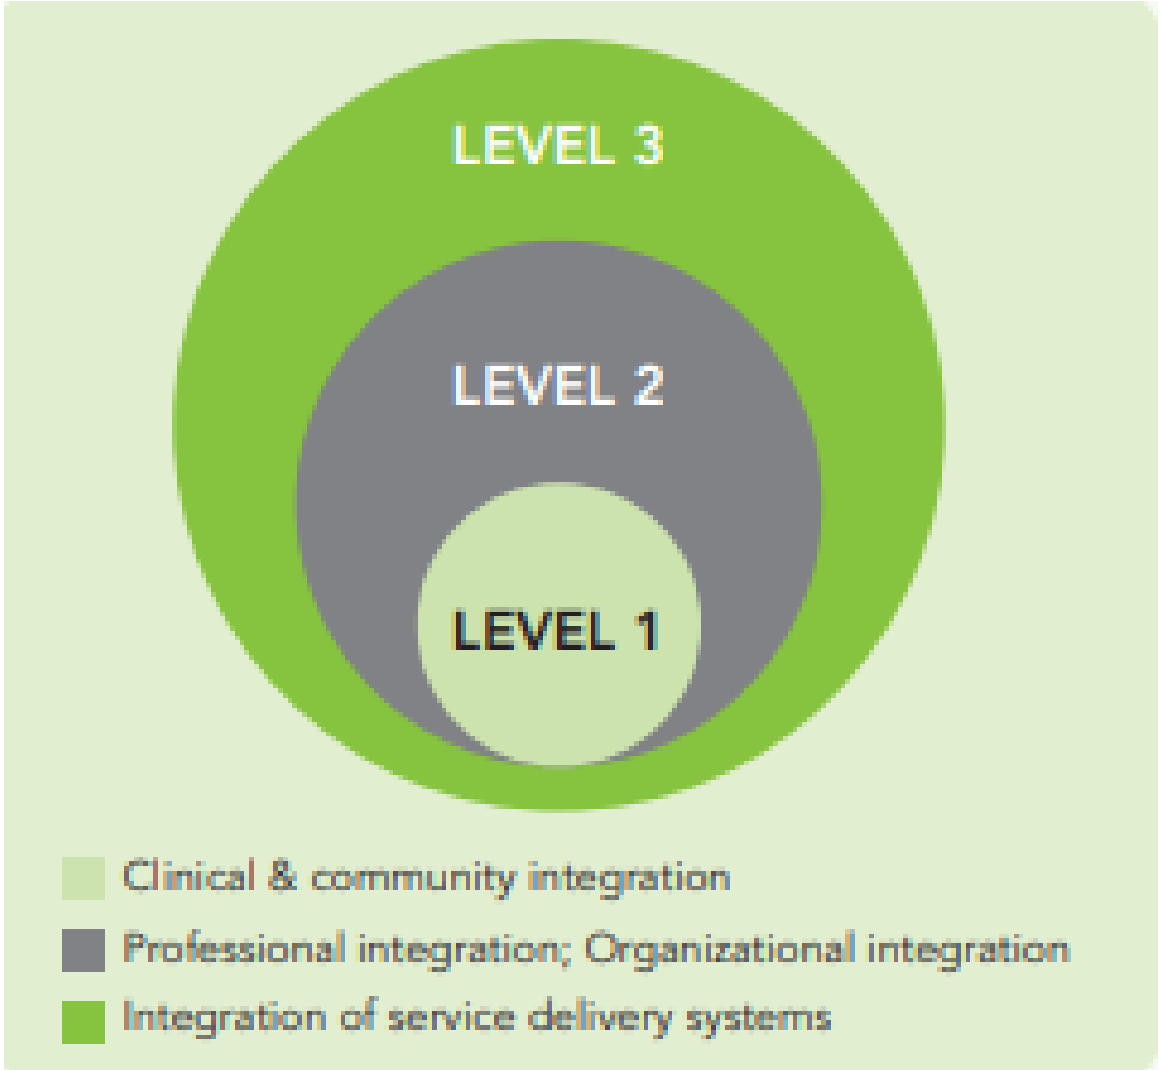 LEVEL 3
LEVEL 2
LEVEL 1
Clinical & community integration
Professional integration; Organizational integration
Integration of service delivery systems